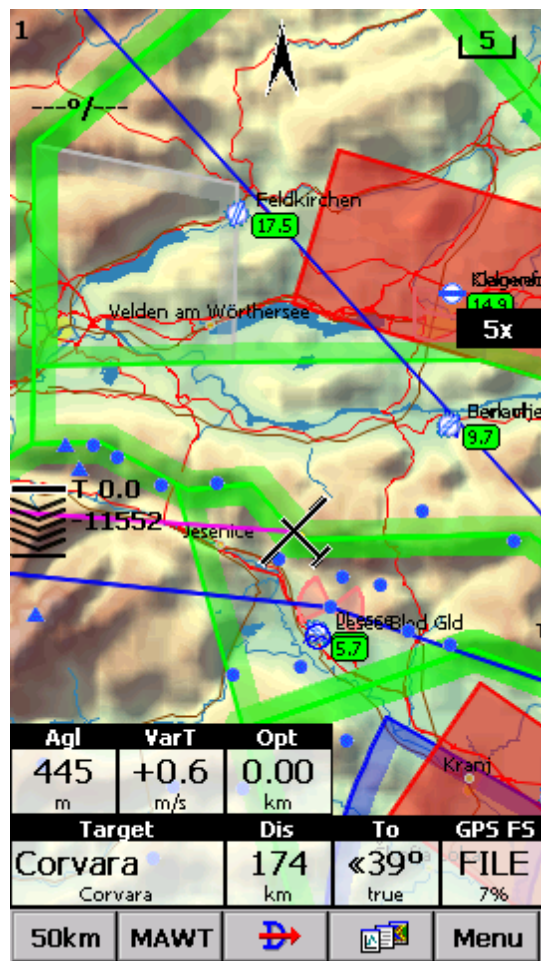 1
5
---º/---
Feldkirchen
17.5
14.9
Velden am Wörthersee
5x
9.7
T 0.0
-11552
Jesenice
Bled Gld
5.7
Kranj
Agl VarT Opt
445 +0.6 0.00
m m/s km
Target Dis To GPS FS
Corvara 174 «39º FILE
Corvara km true 7%
50km MAWT Menu